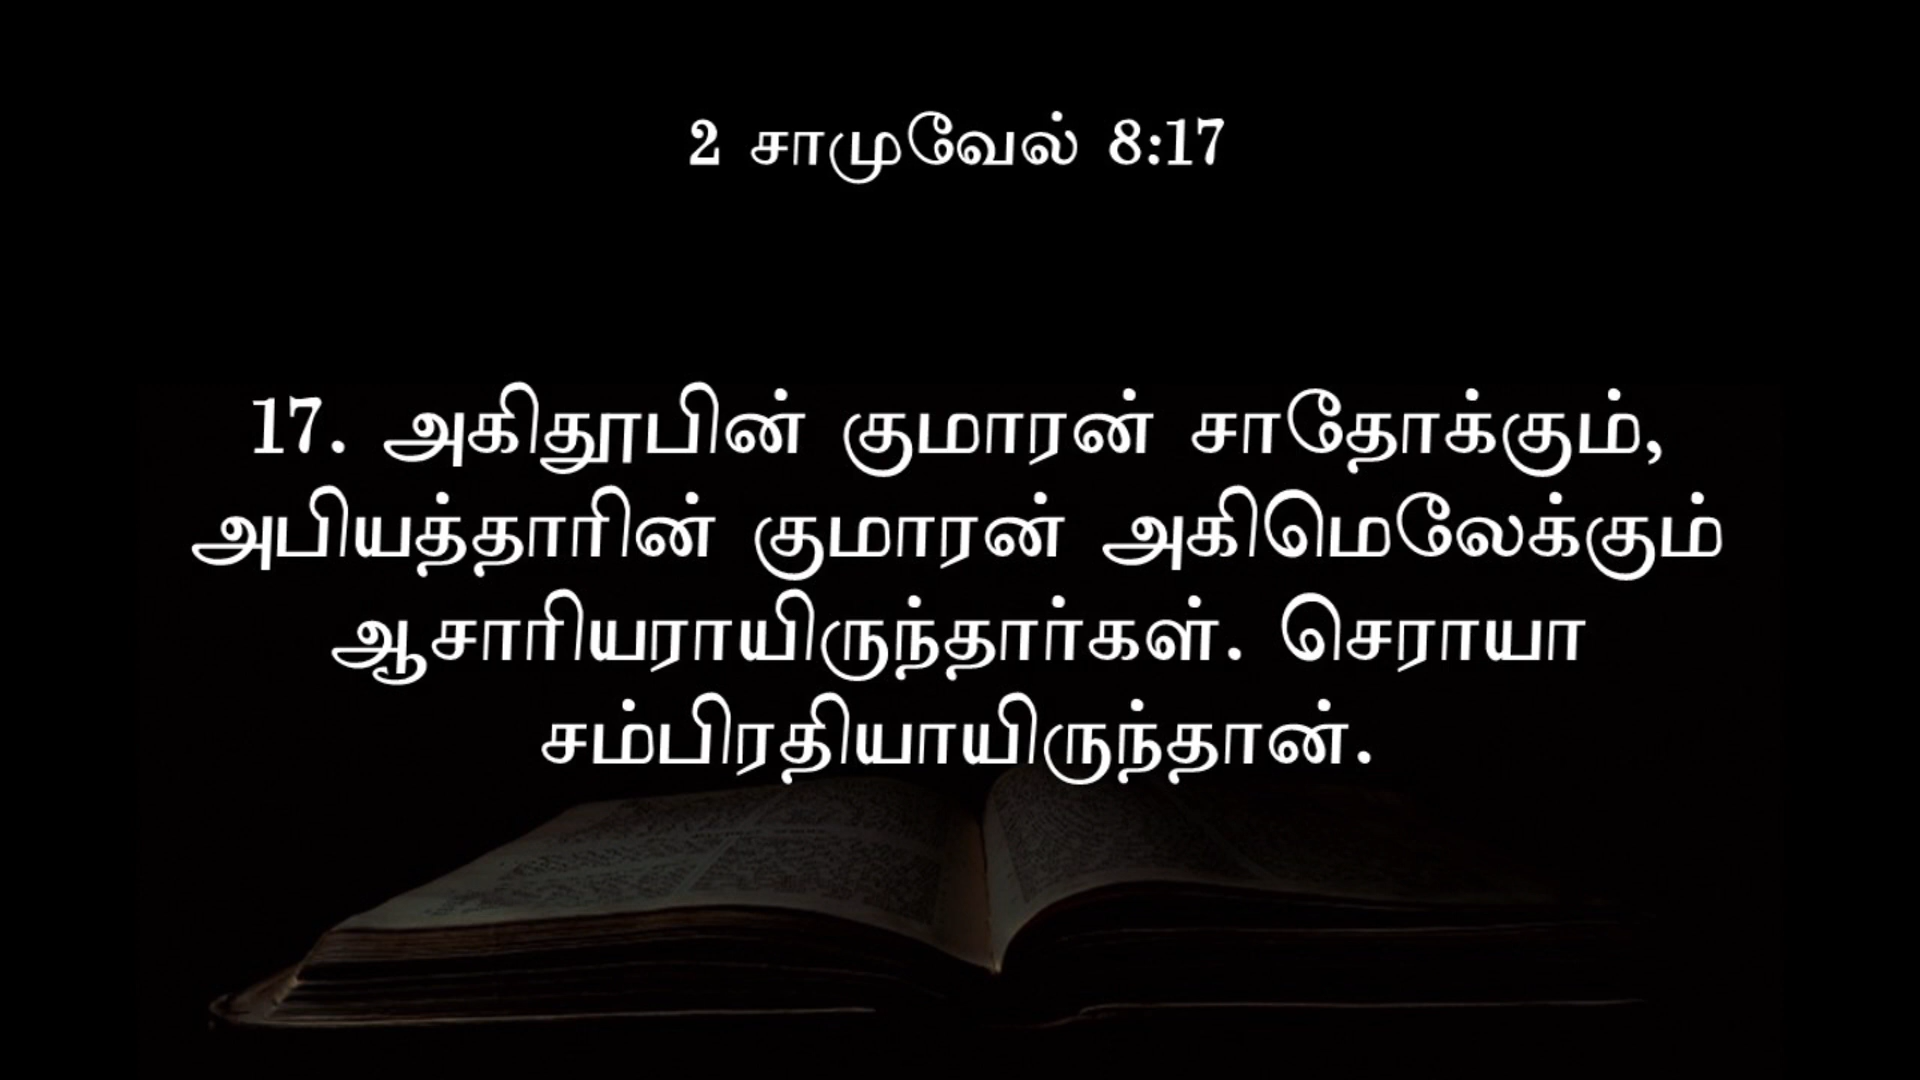 2 சாமுவேல் 8:17
17. அகிதூபின் குமாரன் சாதோக்கும்,
அபியத்தாரின் குமாரன் அகிமெலேக்கும்
ஆசாரியராயிருந்தார்கள். செராயா
சம்பிரதியாயிருந்தான்.